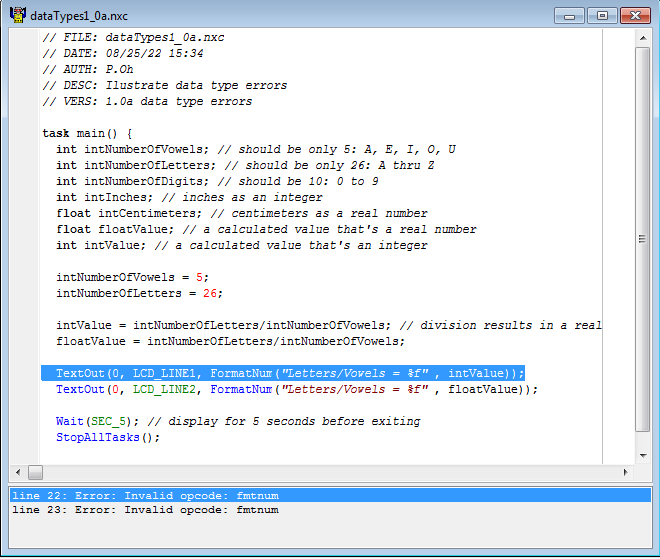 dataTypes1_0a.nxc
// FILE: dataTypes1_0a.nxc
// DATE: 08/25/22 15:34
// AUTH: P.Oh
// DESC: Ilustrate data type errors
// VERS: 1.0a data type errors
task main() {
int intNumberOfVowels; // should be only 5: A, E, I, O, U
int intNumberOfLetters; // should be only 26: A thru Z
int intNumberOfDigits; // should be 10: 0 to 9
int intInches; // inches as an integer
float intCentimeters; // centimeters as a real number
float floatValue; // a calculated value that's a real number
int intValue; // a calculated value that's an integer
intNumberOfVowels = 5;
intNumberOfLetters = 26;
intValue = intNumberOfLetters/intNumberOfVowels; // division results in a real
floatValue = intNumberOfLetters/intNumberOfVowels;
TextOut(0, LCD_LINE1, FormatNum("Letters/Vowels = %f" , intValue));
TextOut(0, LCD_LINE2, FormatNum("Letters/Vowels = %f" , floatValue));
Wait(SEC_5); // display for 5 seconds before exiting
StopAllTasks();
line 22: Error: Invalid opcode: fmtnum
line 23: Error: Invalid opcode: fmtnum